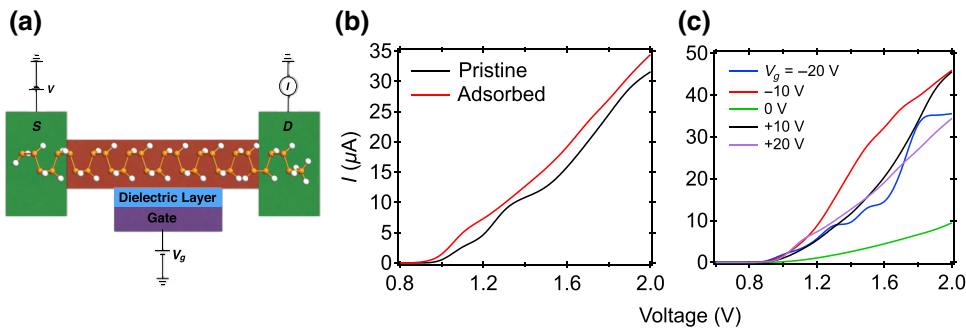 (a)
V
I
S
D
Dielectric Layer
Gate
Vg
(b)
35
30
25
20
15
10
5
0
I (μA)
Pristine
Adsorbed
0.8
1.2
1.6
2.0
(c)
50
40
30
20
10
0
Vg = –20 V
–10 V
0 V
+10 V
+20 V
0.8
1.2
1.6
2.0
Voltage (V)